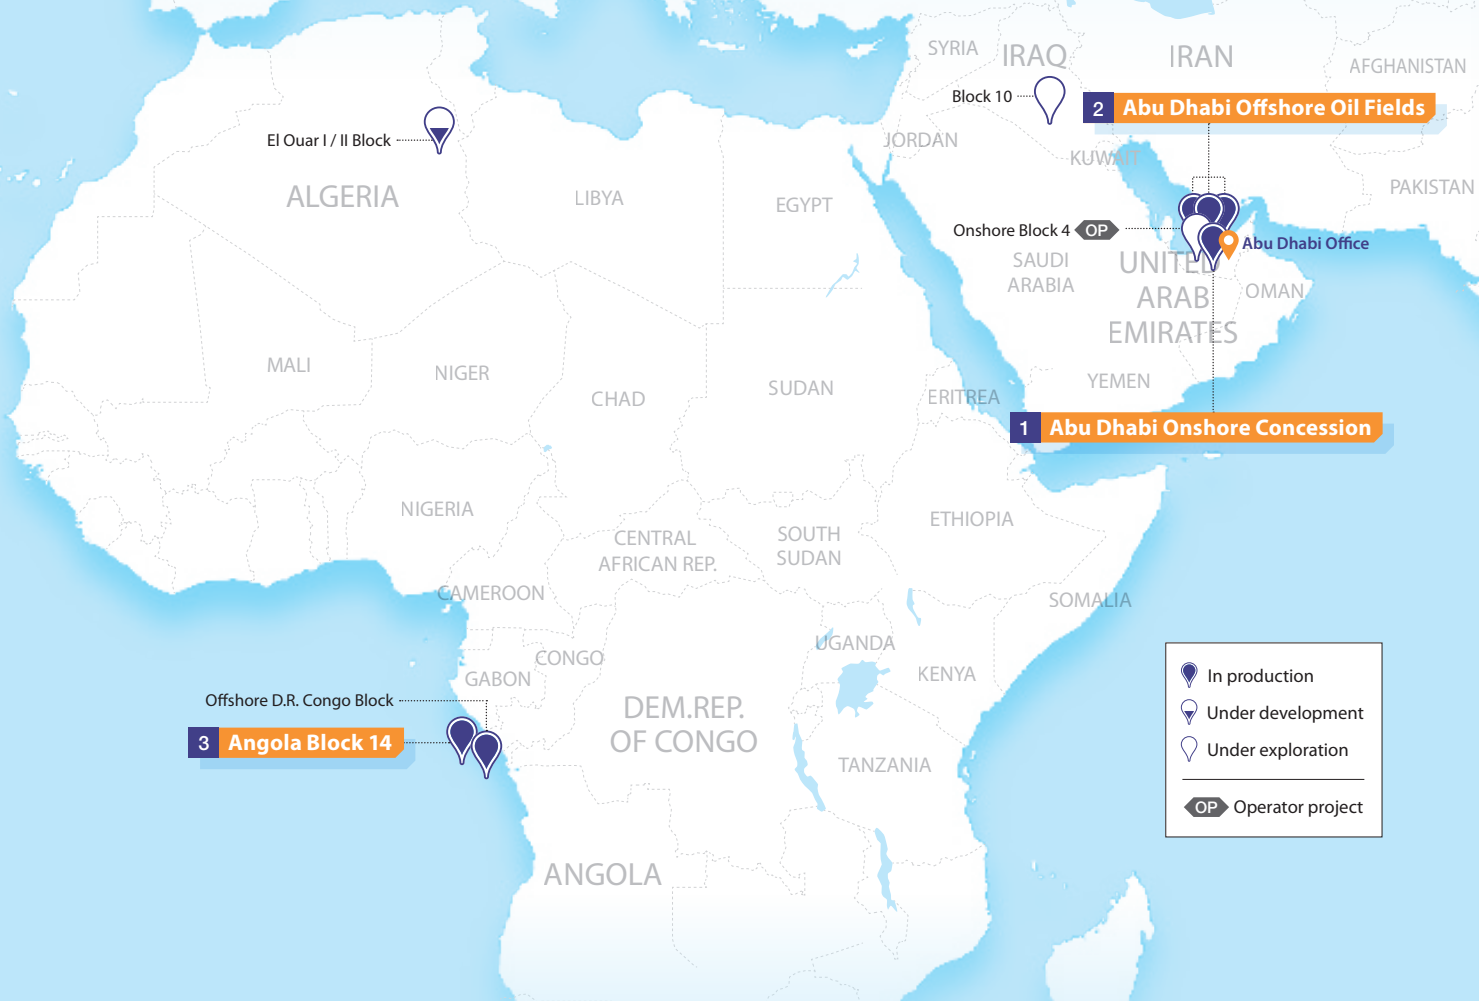 SYRIA
IRAQ
IRAN
AFGHANISTAN
Block 10
2 Abu Dhabi Offshore Oil Fields
El Ouar I / II Block
JORDAN
KUWAIT
PAKISTAN
ALGERIA
LIBYA
EGYPT
Onshore Block 4 OP
Abu Dhabi Office
SAUDI
ARABIA
UNITED
ARAB
EMIRATES
OMAN
MALI
NIGER
CHAD
SUDAN
ERITREA
YEMEN
1 Abu Dhabi Onshore Concession
NIGERIA
CENTRAL
AFRICAN REP.
SOUTH
SUDAN
ETHIOPIA
CAMEROON
SOMALIA
UGANDA
CONGO
GABON
KENYA
Offshore D.R. Congo Block
3 Angola Block 14
DEM.REP.
OF CONGO
TANZANIA
ANGOLA
In production
Under development
Under exploration
OP Operator project